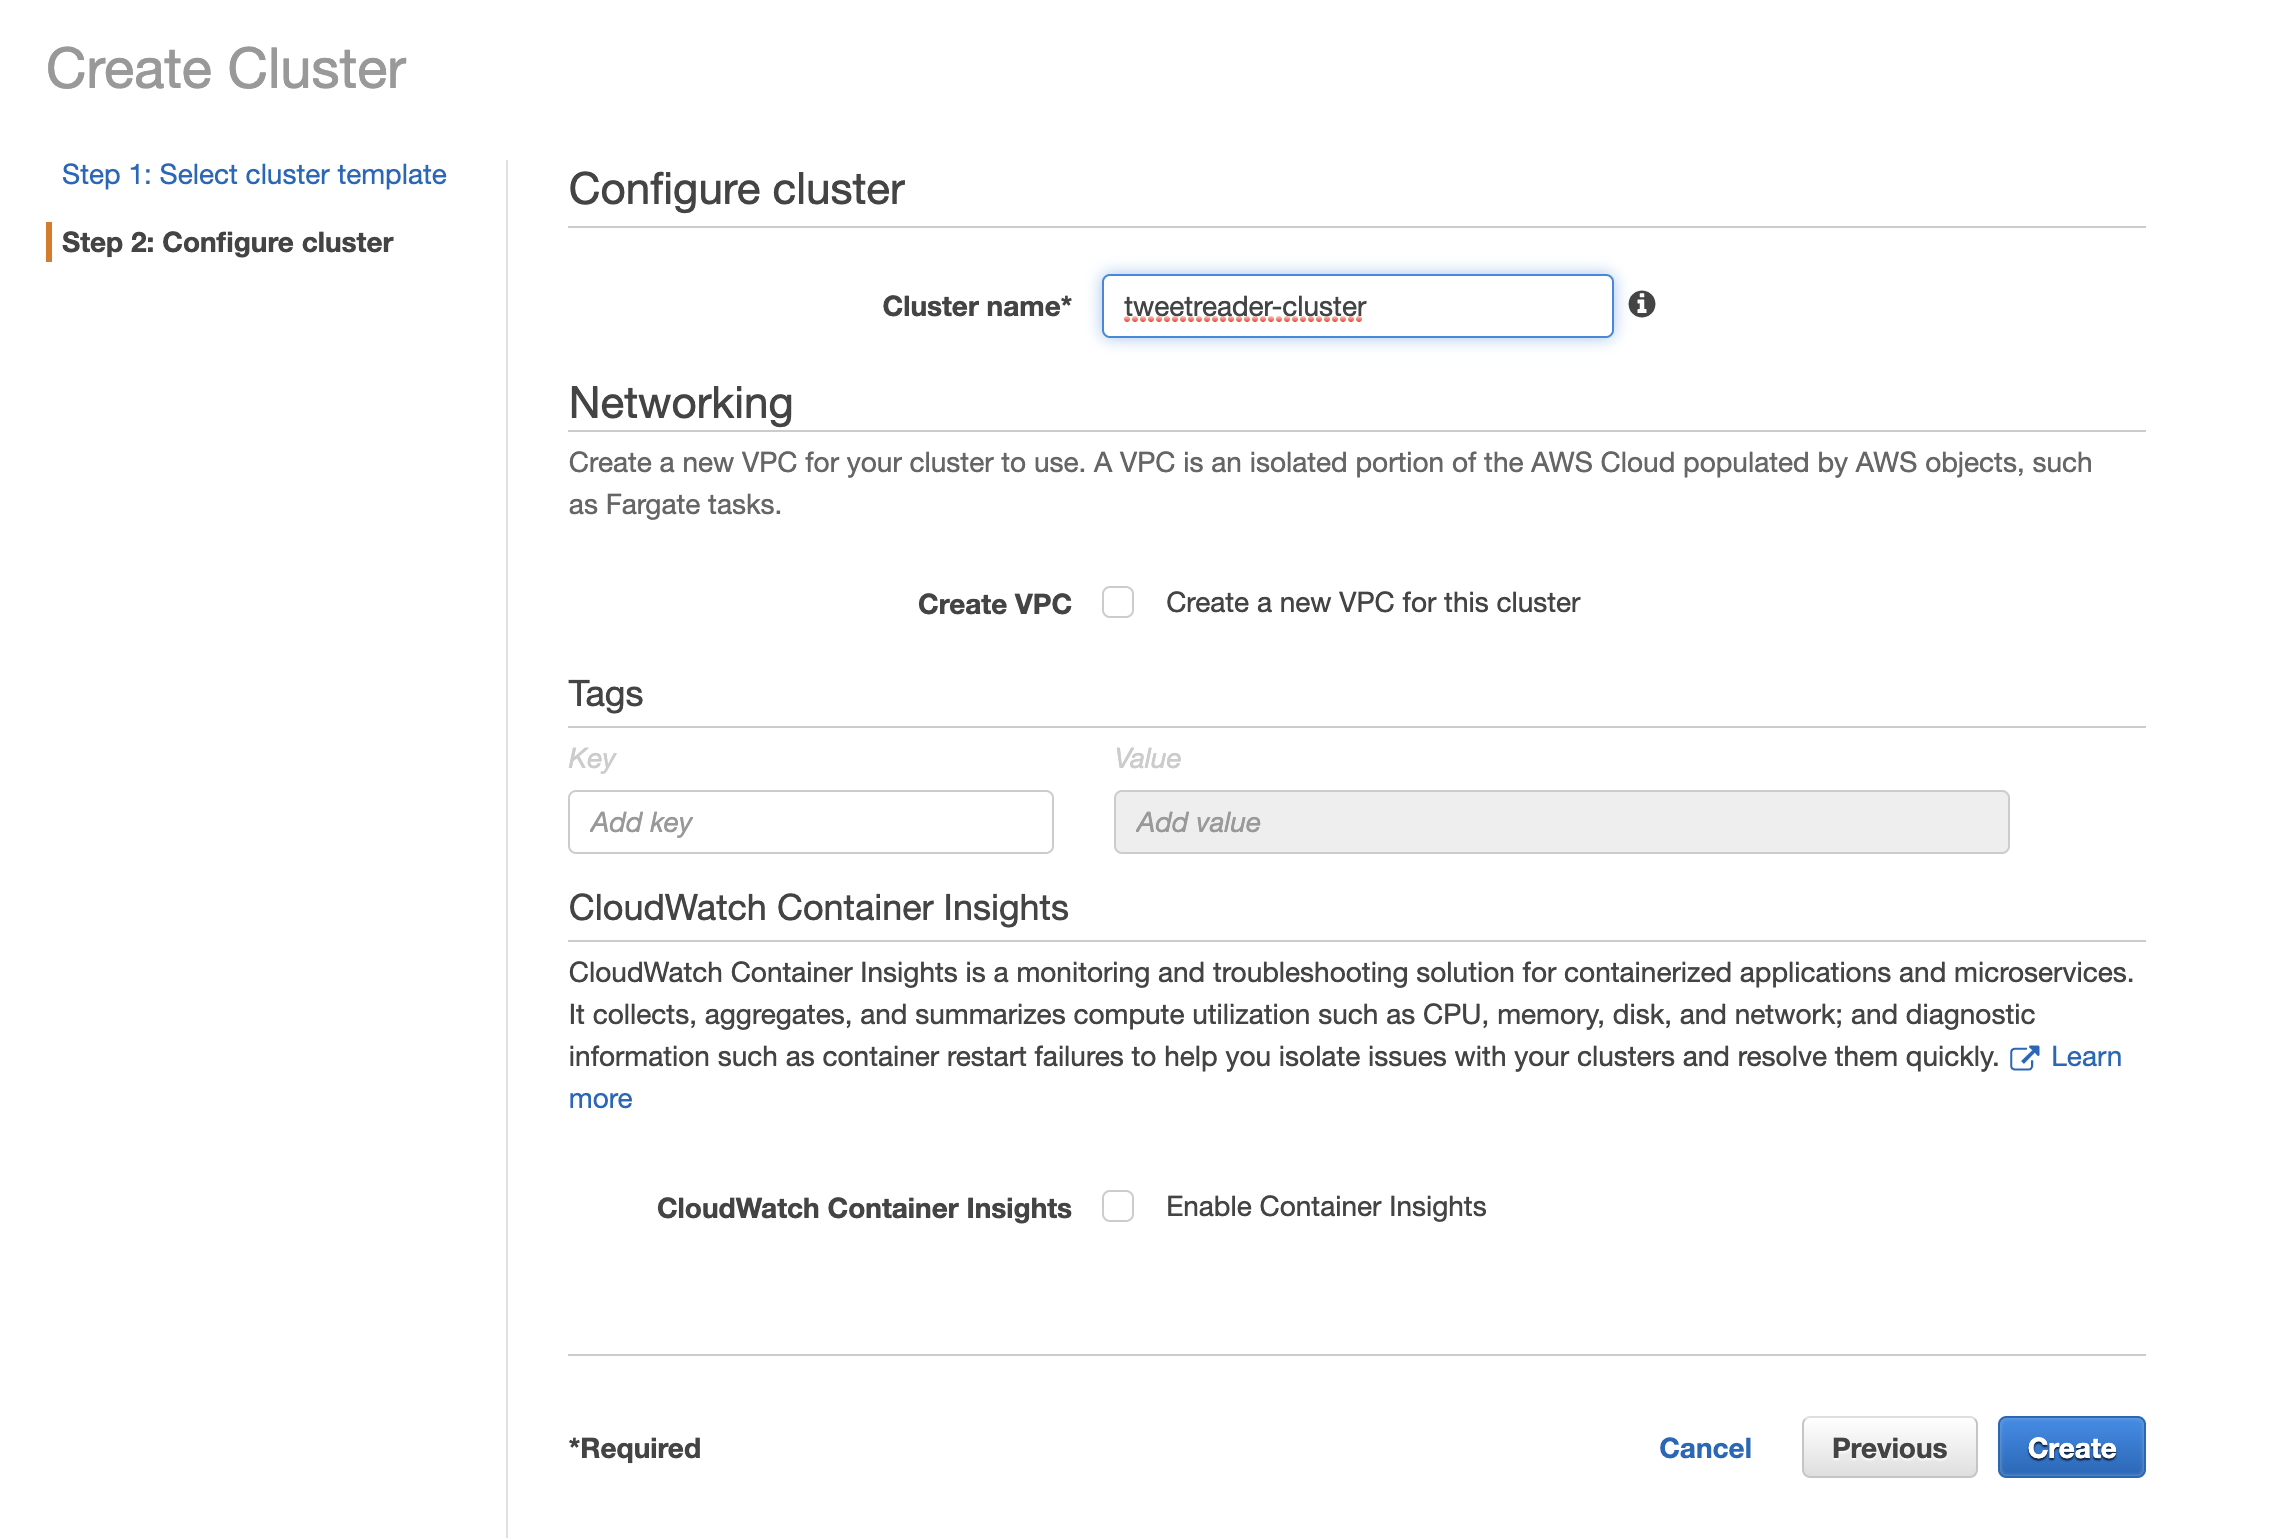 Create Cluster
Step 1: Select cluster template
Step 2: Configure cluster
Configure cluster
Cluster name* tweetreader-cluster
Networking
Create a new VPC for your cluster to use. A VPC is an isolated portion of the AWS Cloud populated by AWS objects, such
as Fargate tasks.
Create VPC Create a new VPC for this cluster
Tags
Key Value
Add key Add value
CloudWatch Container Insights
CloudWatch Container Insights is a monitoring and troubleshooting solution for containerized applications and microservices.
It collects, aggregates, and summarizes compute utilization such as CPU, memory, disk, and network; and diagnostic
information such as container restart failures to help you isolate issues with your clusters and resolve them quickly. Learn
more
CloudWatch Container Insights Enable Container Insights
*Required Cancel Previous Create